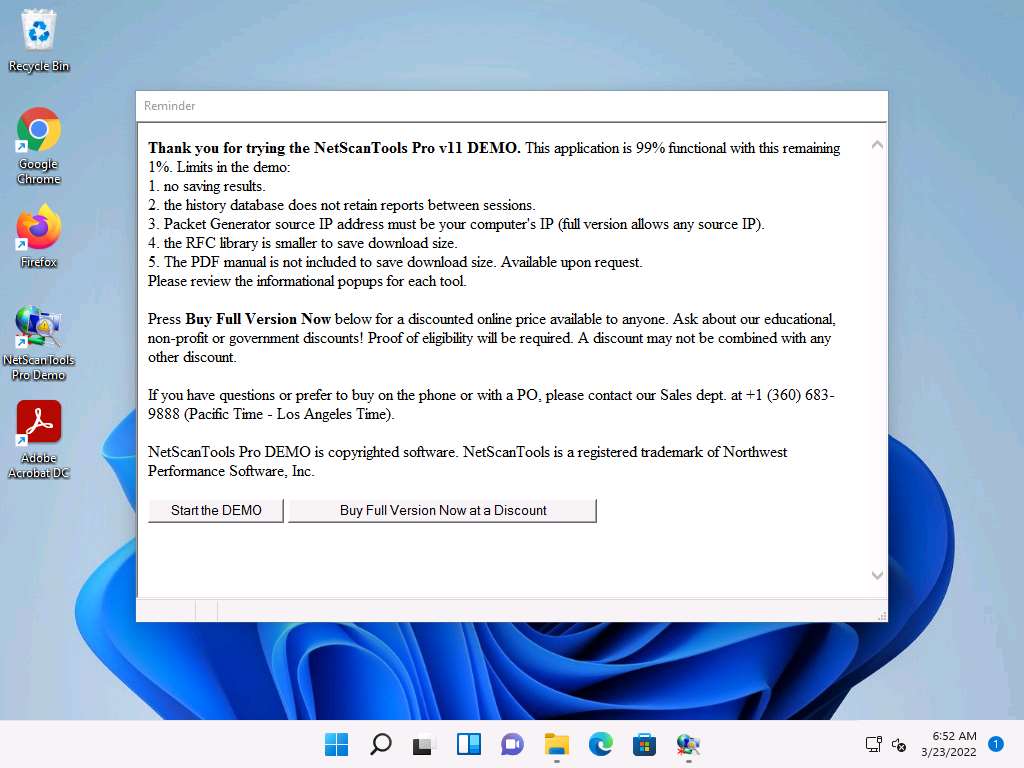 Recycle Bin
Google
Chrome
Firefox
NetScanTools
Pro Demo
Adobe
Acrobat DC
Reminder
Thank you for trying the NetScanTools Pro v11 DEMO. This application is 99% functional with this remaining
1%. Limits in the demo:
1. no saving results.
2. the history database does not retain reports between sessions.
3. Packet Generator source IP address must be your computer's IP (full version allows any source IP).
4. the RFC library is smaller to save download size.
5. The PDF manual is not included to save download size. Available upon request.
Please review the informational popups for each tool.
Press Buy Full Version Now below for a discounted online price available to anyone. Ask about our educational,
non-profit or government discounts! Proof of eligibility will be required. A discount may not be combined with any
other discount.
If you have questions or prefer to buy on the phone or with a PO, please contact our Sales dept. at +1 (360) 683-
9888 (Pacific Time - Los Angeles Time).
NetScanTools Pro DEMO is copyrighted software. NetScanTools is a registered trademark of Northwest
Performance Software, Inc.
Start the DEMO
Buy Full Version Now at a Discount
6:52 AM
3/23/2022
1